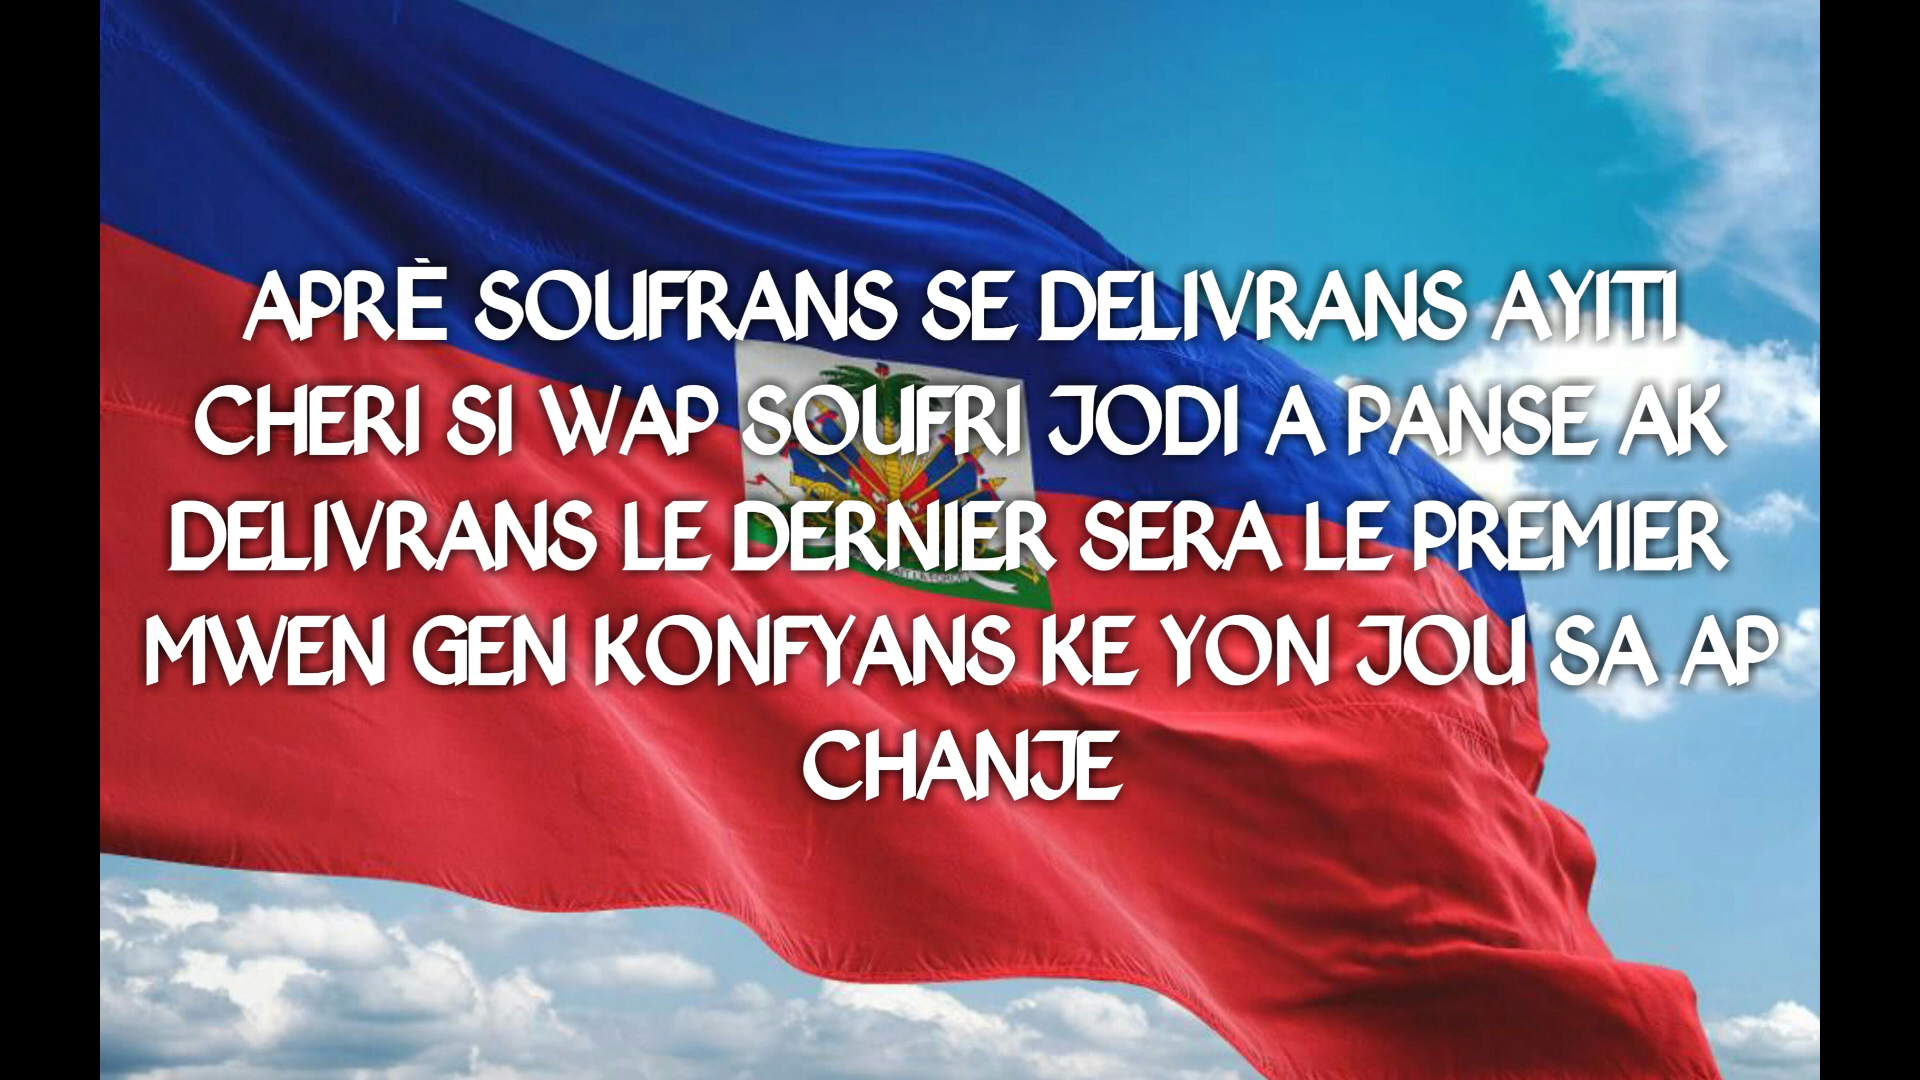 APRÈ SOUFRANS SE DELIVRANS AYITI
CHERI SI WAP SOUFRI JODI A PANSE AK
DELIVRANS LE DERNIER SERA LE PREMIER
MWEN GEN KONFYANS KE YON JOU SA AP
CHANJE